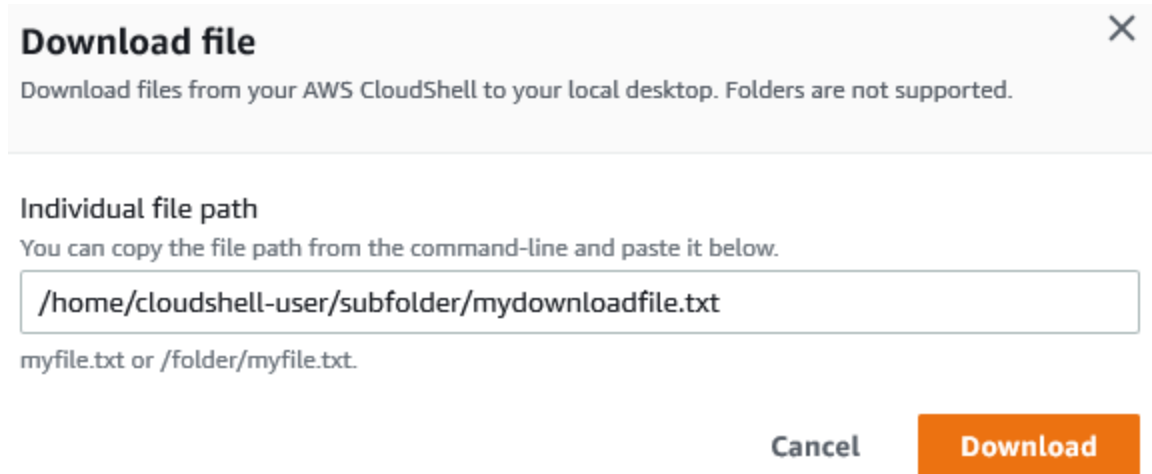 Download file
Download files from your AWS CloudShell to your local desktop. Folders are not supported.
Individual file path
You can copy the file path from the command-line and paste it below.
/home/cloudshell-user/subfolder/mydownloadfile.txt
myfile.txt or /folder/myfile.txt.
Cancel Download